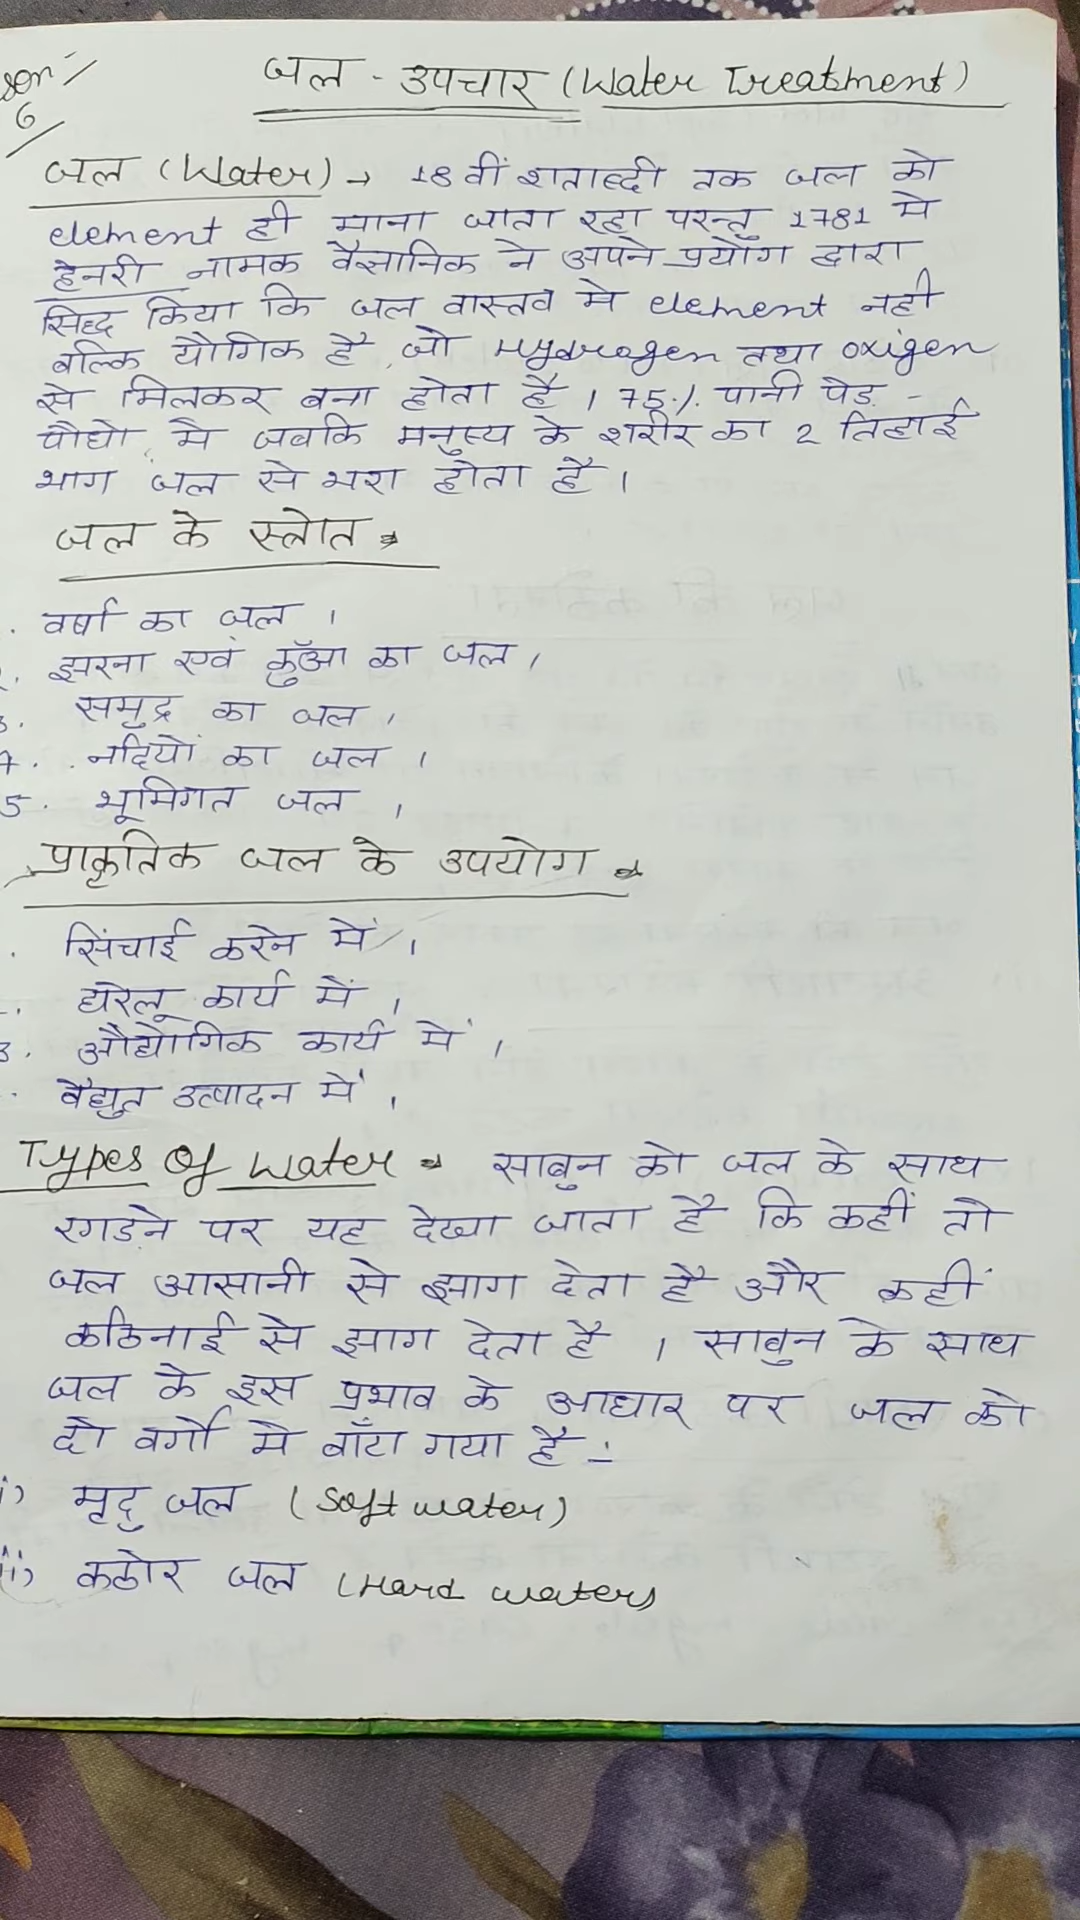 जल - उपचार (Water Treatment)
6
जल (Water) → 18 वीं शताब्दी तक जल को
element ही माना जाता रहा परन्तु 1781 मे
हेनरी नामक वैज्ञानिक ने अपने प्रयोग द्वारा
सिद्ध किया कि जल वास्तव मे element नही
बल्कि यौगिक है, जो Hydrogen तथा oxigen
से मिलकर बना होता है । 75% पानी पेड़ -
पौधो मे जबकि मनुष्य के शरीर का 2 तिहाई
भाग जल से भरा होता है ।
जल के स्त्रोत →
. वर्षा का जल ।
2. झरना एवं कुँआ का जल ।
3. समुद्र का जल ।
4. नदियों का जल ।
5. भूमिगत जल ।
प्राकृतिक जल के उपयोग →
. सिंचाई करने में ।
2. घरेलू कार्य में ।
3. औद्योगिक कार्य में ।
. वैद्युत उत्पादन में ।
Types of water → साबुन को जल के साथ
रगडने पर यह देखा जाता है कि कहीं तो
जल आसानी से झाग देता है और कहीं
कठिनाई से झाग देता है । साबुन के साथ
जल के इस प्रभाव के आधार पर जल को
दो वर्गो मे बाँटा गया है :-
i) मृदु जल (Soft water)
ii) कठोर जल (Hard water)